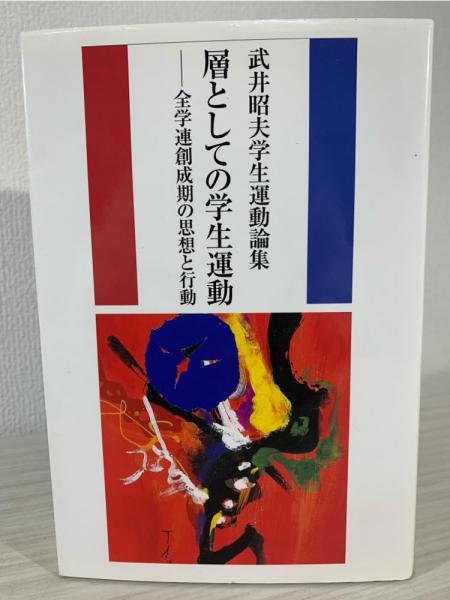 武井昭夫学生運動論集
層としての学生運動
――全学連創成期の思想と行動